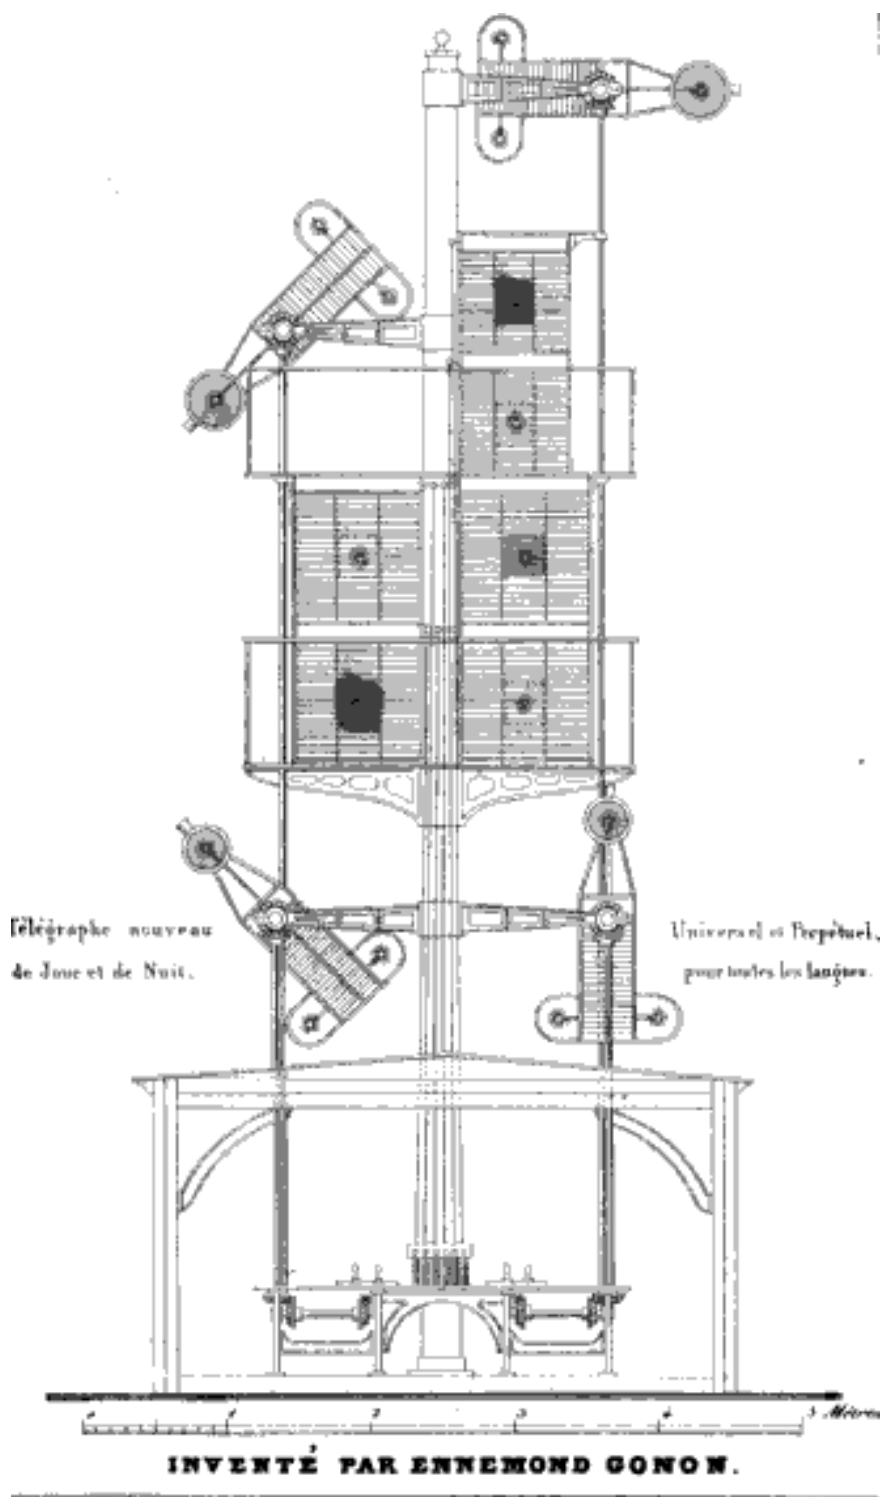 Télégraphe nouveau
de Jour et de Nuit.
Universel et Perpétuel,
pour toutes les langues.
0 1 2 3 4 5 Mètres
INVENTÉ PAR ENNEMOND GONON.